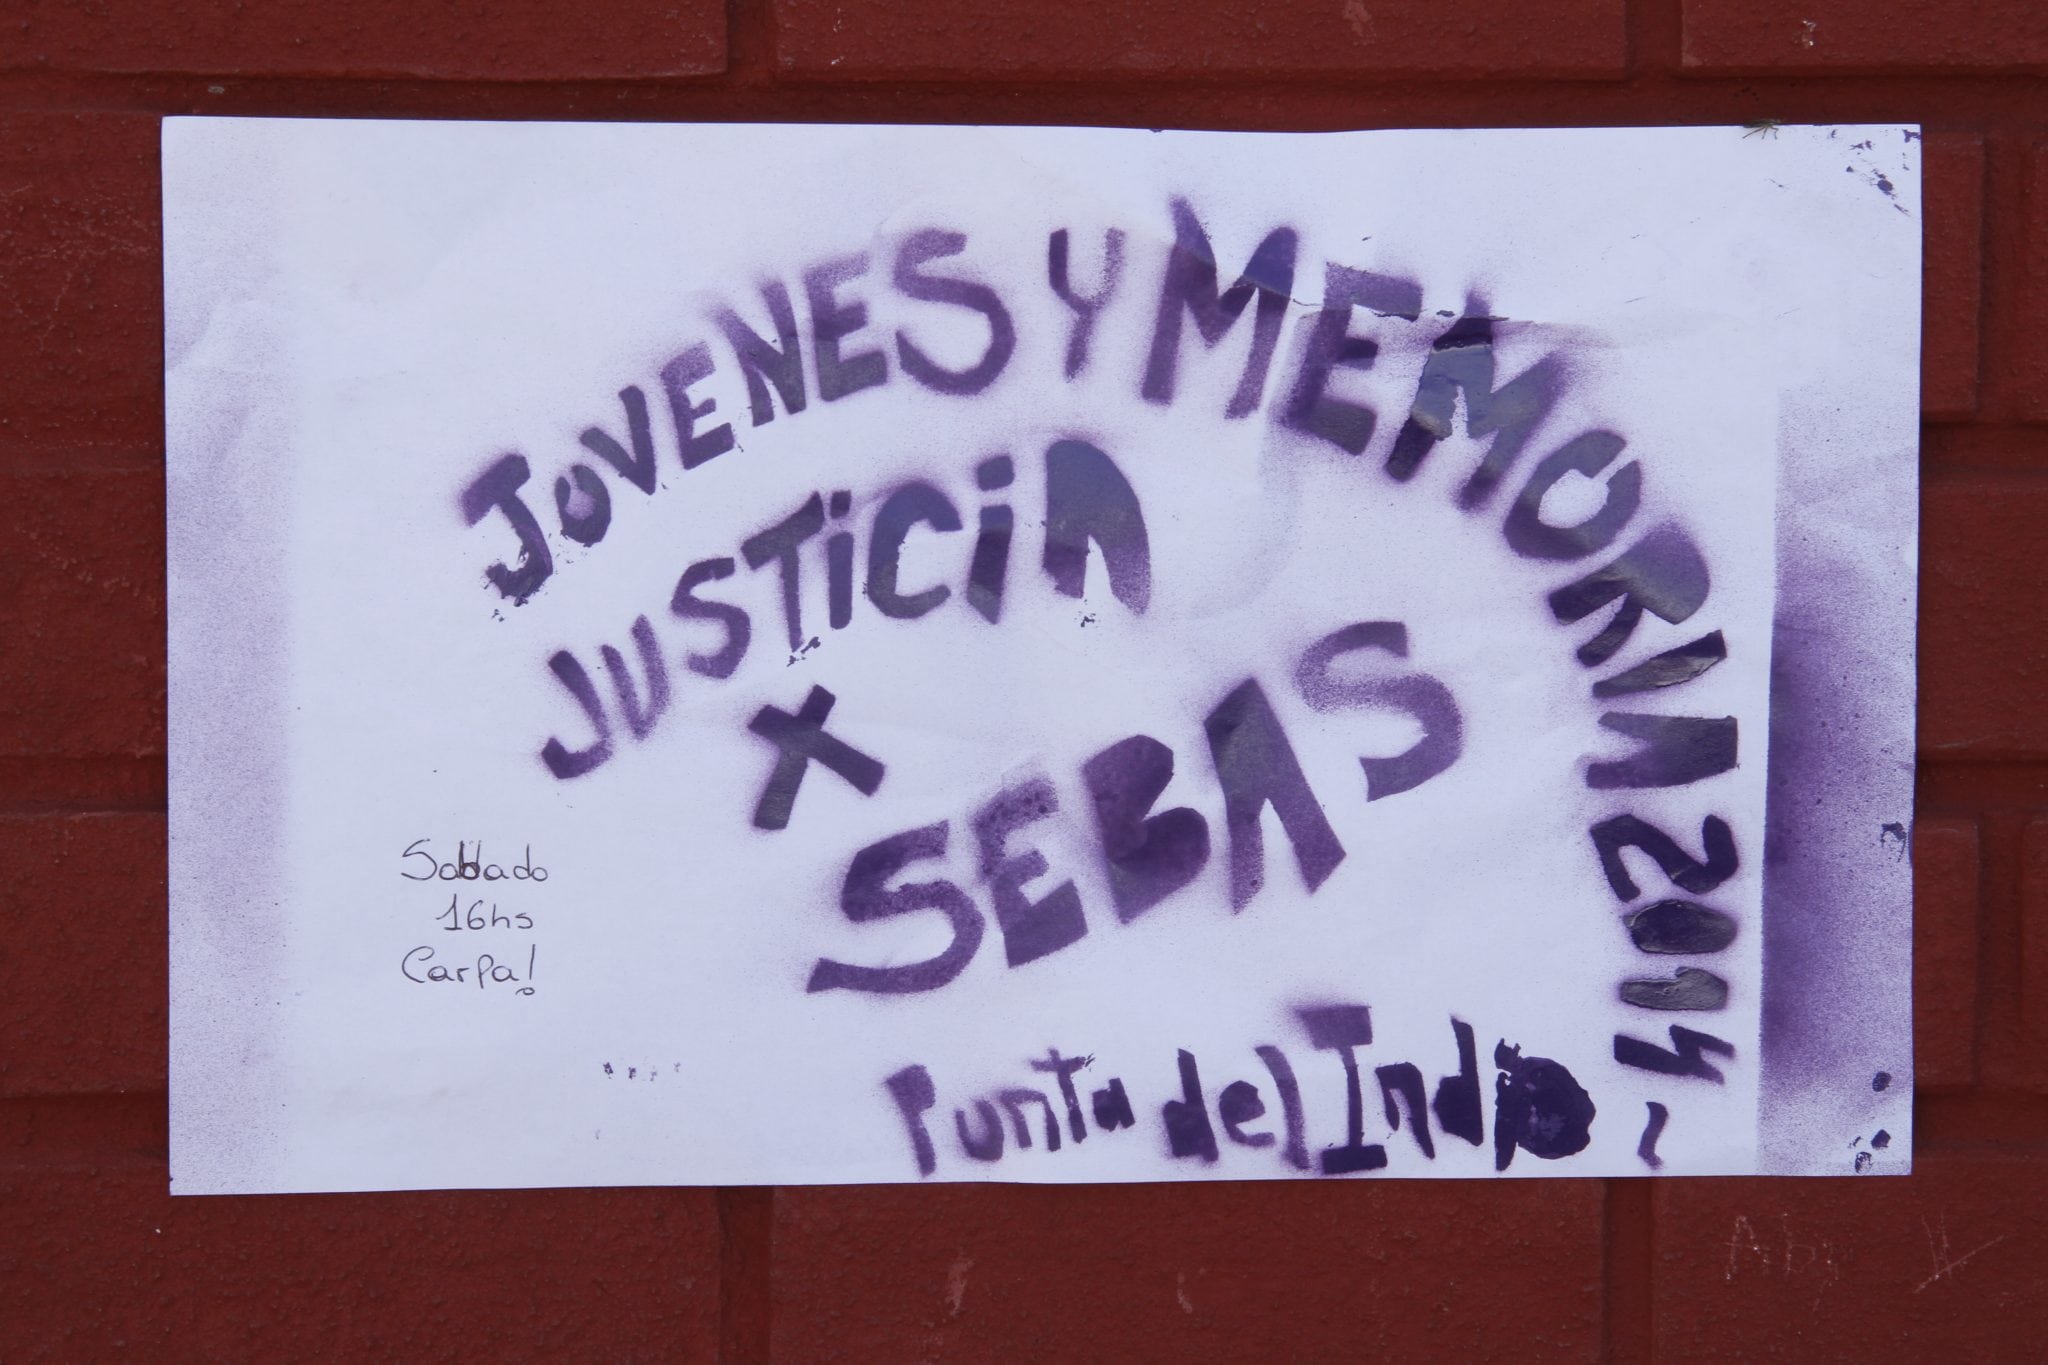 JOVENES Y MEMORIA 2014
JUSTICIA
X
SEBAS
Punta del Indio
Sabado
16hs
Carpa!